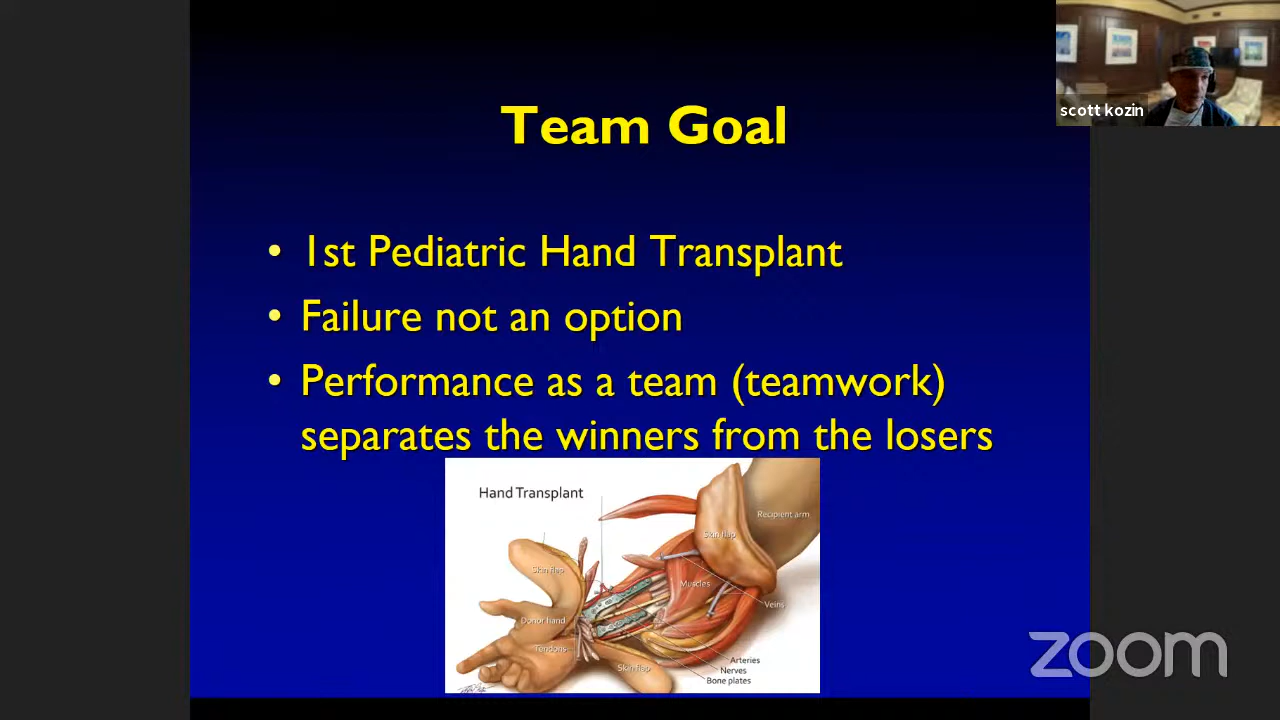 scott kozin
Team Goal
• 1st Pediatric Hand Transplant
• Failure not an option
• Performance as a team (teamwork)
separates the winners from the losers
Hand Transplant
Recipient arm
Skin flap
Skin flap
Muscles
Veins
Donor hand
Tendons
Skin flap
Arteries
Nerves
Bone plates
zoom